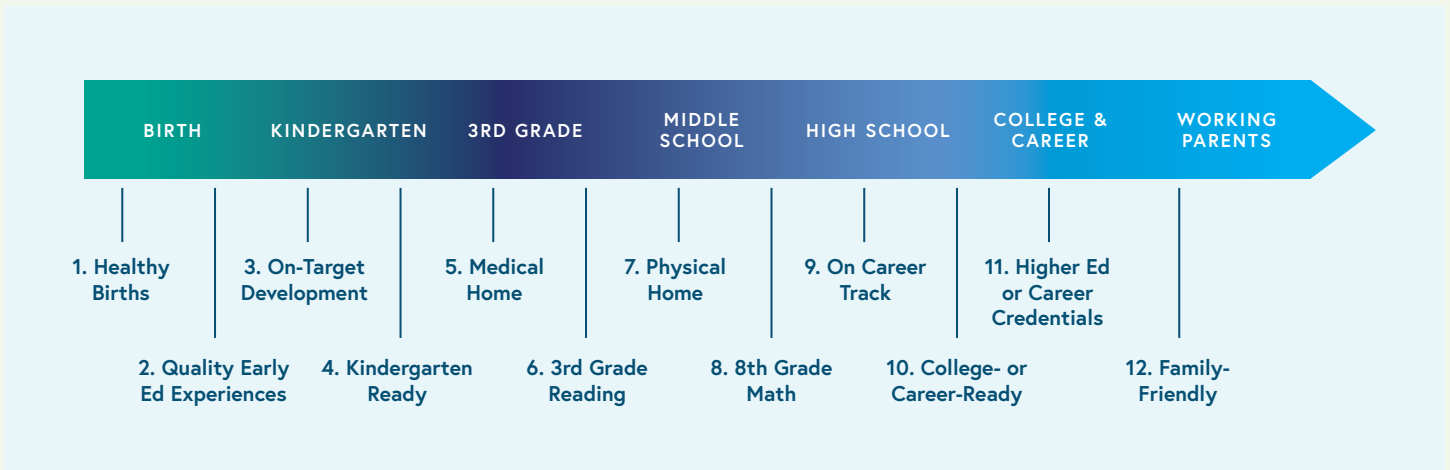 BIRTH
KINDERGARTEN
3RD GRADE
MIDDLE
SCHOOL
HIGH SCHOOL
COLLEGE &
CAREER
WORKING
PARENTS
1. Healthy
Births
2. Quality Early
Ed Experiences
3. On-Target
Development
4. Kindergarten
Ready
5. Medical
Home
6. 3rd Grade
Reading
7. Physical
Home
8. 8th Grade
Math
9. On Career
Track
10. College- or
Career-Ready
11. Higher Ed
or Career
Credentials
12. Family-
Friendly